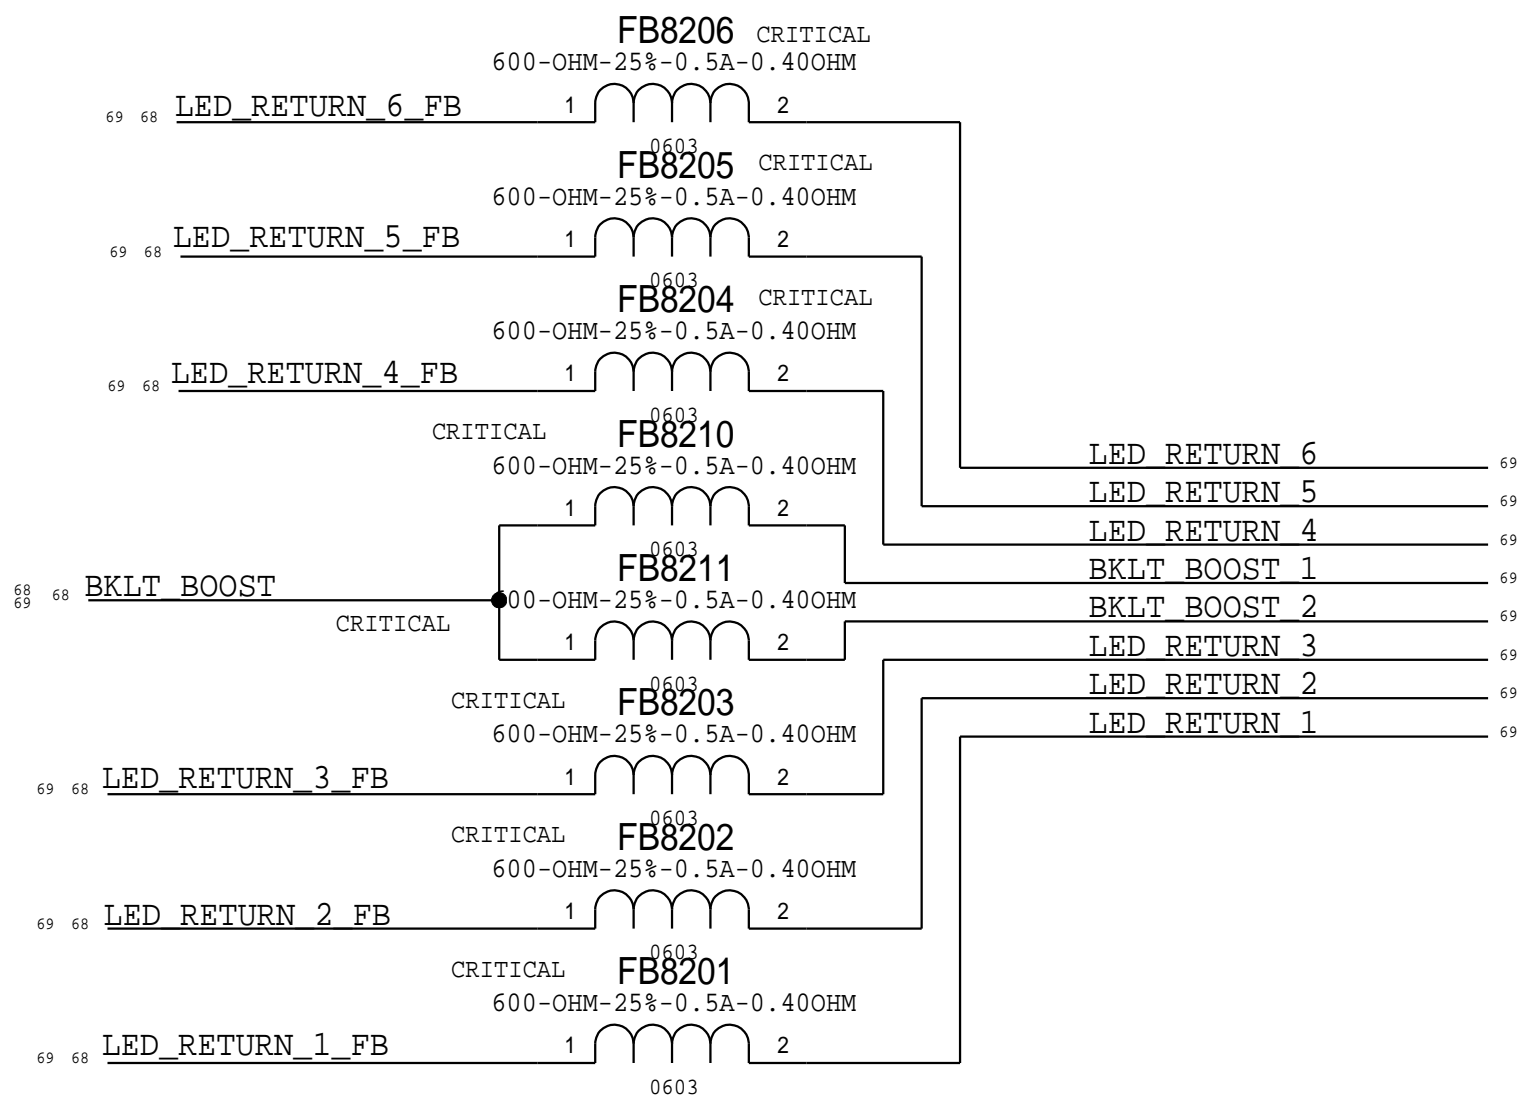 FB8206 CRITICAL
600-OHM-25%-0.5A-0.40OHM
69 68 LED_RETURN_6_FB 1 2
0603
FB8205 CRITICAL
600-OHM-25%-0.5A-0.40OHM
69 68 LED_RETURN_5_FB 1 2
0603
FB8204 CRITICAL
600-OHM-25%-0.5A-0.40OHM
69 68 LED_RETURN_4_FB 1 2
0603
CRITICAL FB8210
600-OHM-25%-0.5A-0.40OHM
1 2
0603
FB8211
68 69 68 BKLT_BOOST
600-OHM-25%-0.5A-0.40OHM
CRITICAL
1 2
0603
CRITICAL FB8203
600-OHM-25%-0.5A-0.40OHM
69 68 LED_RETURN_3_FB 1 2
0603
CRITICAL FB8202
600-OHM-25%-0.5A-0.40OHM
69 68 LED_RETURN_2_FB 1 2
0603
CRITICAL FB8201
600-OHM-25%-0.5A-0.40OHM
69 68 LED_RETURN_1_FB 1 2
0603
LED_RETURN_6 69
LED_RETURN_5 69
LED_RETURN_4 69
BKLT_BOOST_1 69
BKLT_BOOST_2 69
LED_RETURN_3 69
LED_RETURN_2 69
LED_RETURN_1 69